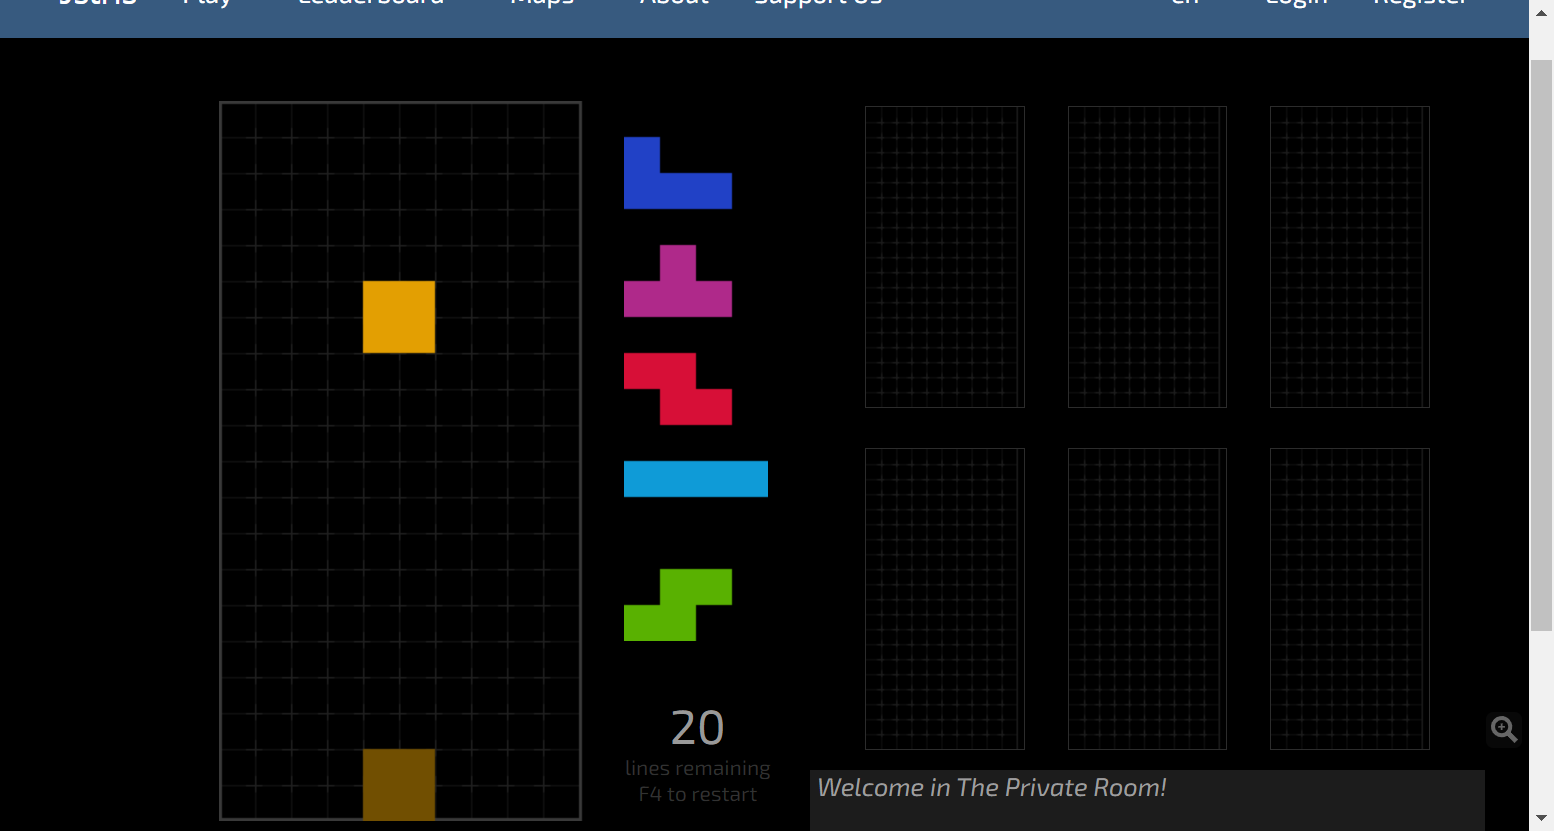 Play Leaderboard Maps About Support Us en Login Register
20
lines remaining
F4 to restart
Welcome in The Private Room!